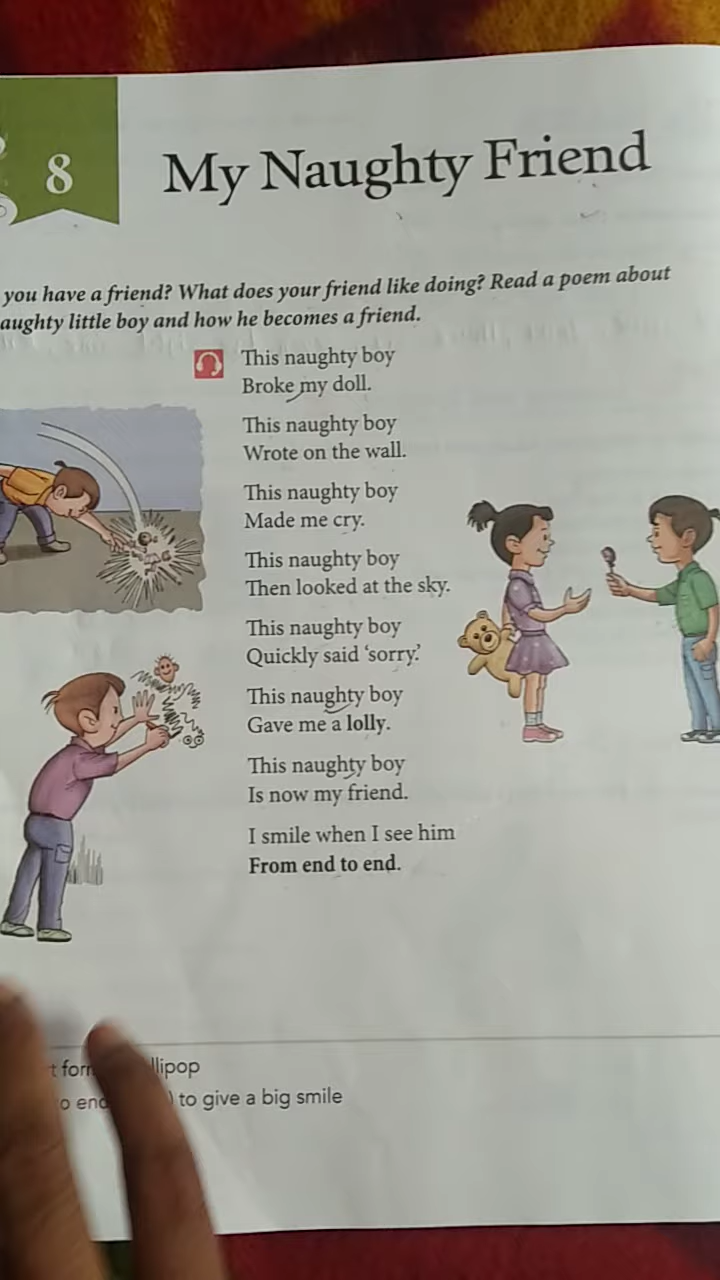 8
My Naughty Friend
you have a friend? What does your friend like doing? Read a poem about
aughty little boy and how he becomes a friend.
This naughty boy
Broke my doll.
This naughty boy
Wrote on the wall.
This naughty boy
Made me cry.
This naughty boy
Then looked at the sky.
This naughty boy
Quickly said ‘sorry.’
This naughty boy
Gave me a lolly.
This naughty boy
Is now my friend.
I smile when I see him
From end to end.
t for llipop
o end ) to give a big smile